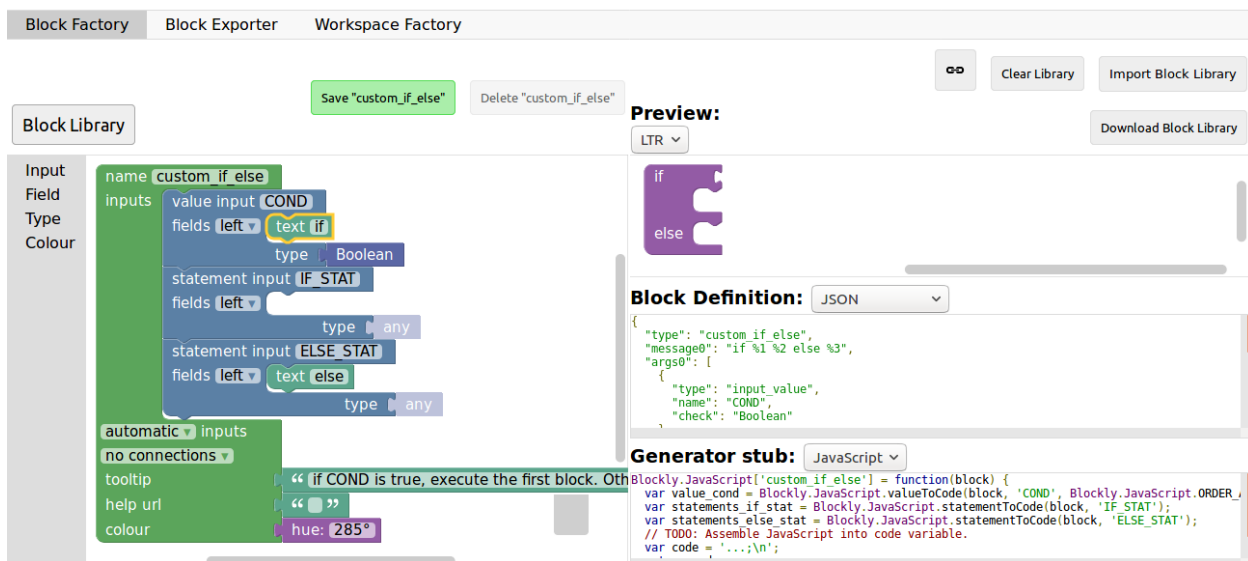 Block Factory Block Exporter Workspace Factory
Clear Library Import Block Library
Save "custom_if_else" Delete "custom_if_else"
Block Library
Preview:
Download Block Library
LTR
Input
Field
Type
Colour
name custom_if_else
inputs value input COND
fields left text if
type Boolean
statement input IF_STAT
fields left
type any
statement input ELSE_STAT
fields left text else
type any
automatic inputs
no connections
tooltip “ if COND is true, execute the first block. Oth
help url “ ”
colour hue: 285°
if
else
Block Definition: JSON
{
"type": "custom_if_else",
"message0": "if %1 %2 else %3",
"args0": [
{
"type": "input_value",
"name": "COND",
"check": "Boolean"
Generator stub: JavaScript
Blockly.JavaScript['custom_if_else'] = function(block) {
var value_cond = Blockly.JavaScript.valueToCode(block, 'COND', Blockly.JavaScript.ORDER_
var statements_if_stat = Blockly.JavaScript.statementToCode(block, 'IF_STAT');
var statements_else_stat = Blockly.JavaScript.statementToCode(block, 'ELSE_STAT');
// TODO: Assemble JavaScript into code variable.
var code = '...;\n';